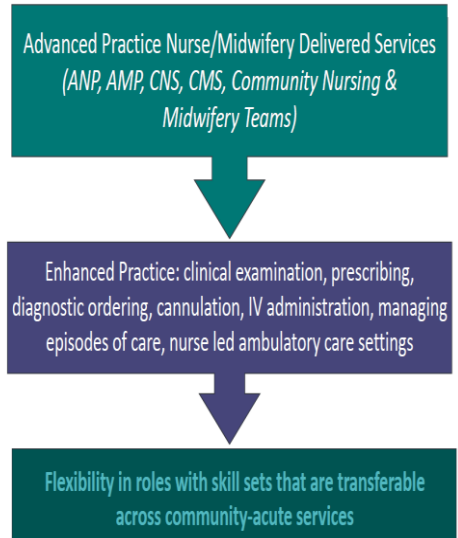 Advanced Practice Nurse/Midwifery Delivered Services
(ANP, AMP, CNS, CMS, Community Nursing &
Midwifery Teams)
Enhanced Practice: clinical examination, prescribing,
diagnostic ordering, cannulation, IV administration, managing
episodes of care, nurse led ambulatory care settings
Flexibility in roles with skill sets that are transferable
across community-acute services